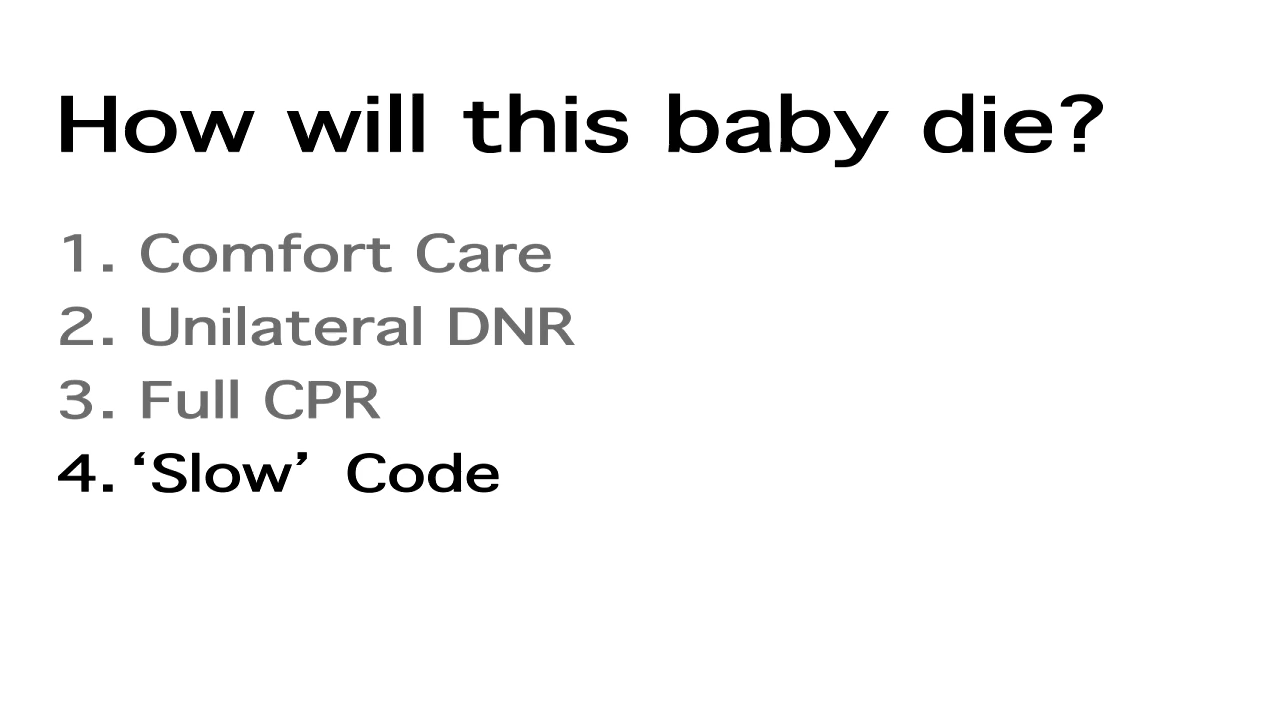 How will this baby die?
1. Comfort Care
2. Unilateral DNR
3. Full CPR
4. ‘Slow’ Code